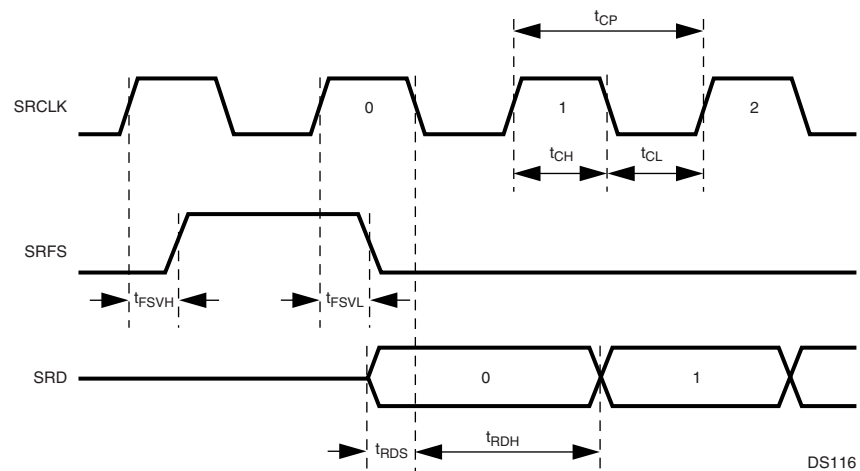 tCP
SRCLK
0
1
2
tCH
tCL
SRFS
tFSVH
tFSVL
SRD
0
1
tRDS
tRDH
DS116